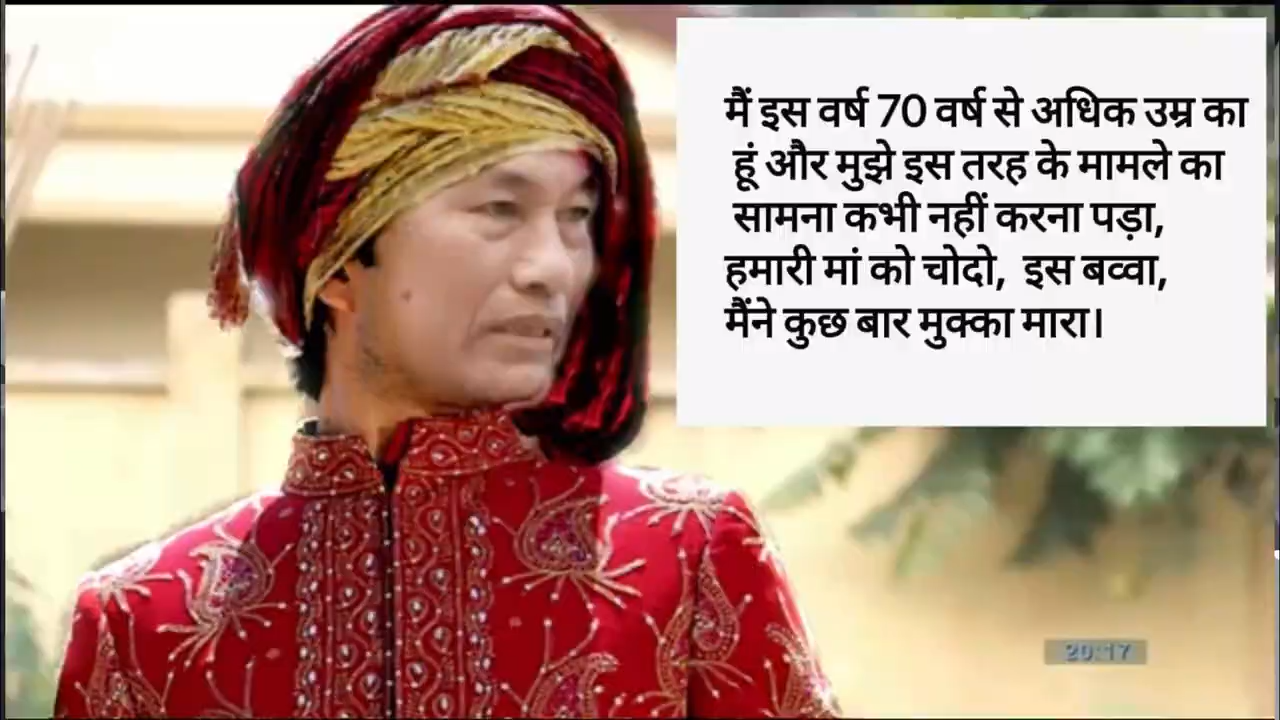 मैं इस वर्ष 70 वर्ष से अधिक उम्र का
हूं और मुझे इस तरह के मामले का
सामना कभी नहीं करना पड़ा,
हमारी मां को चोदो, इस बव्वा,
मैंने कुछ बार मुक्का मारा।
20:17